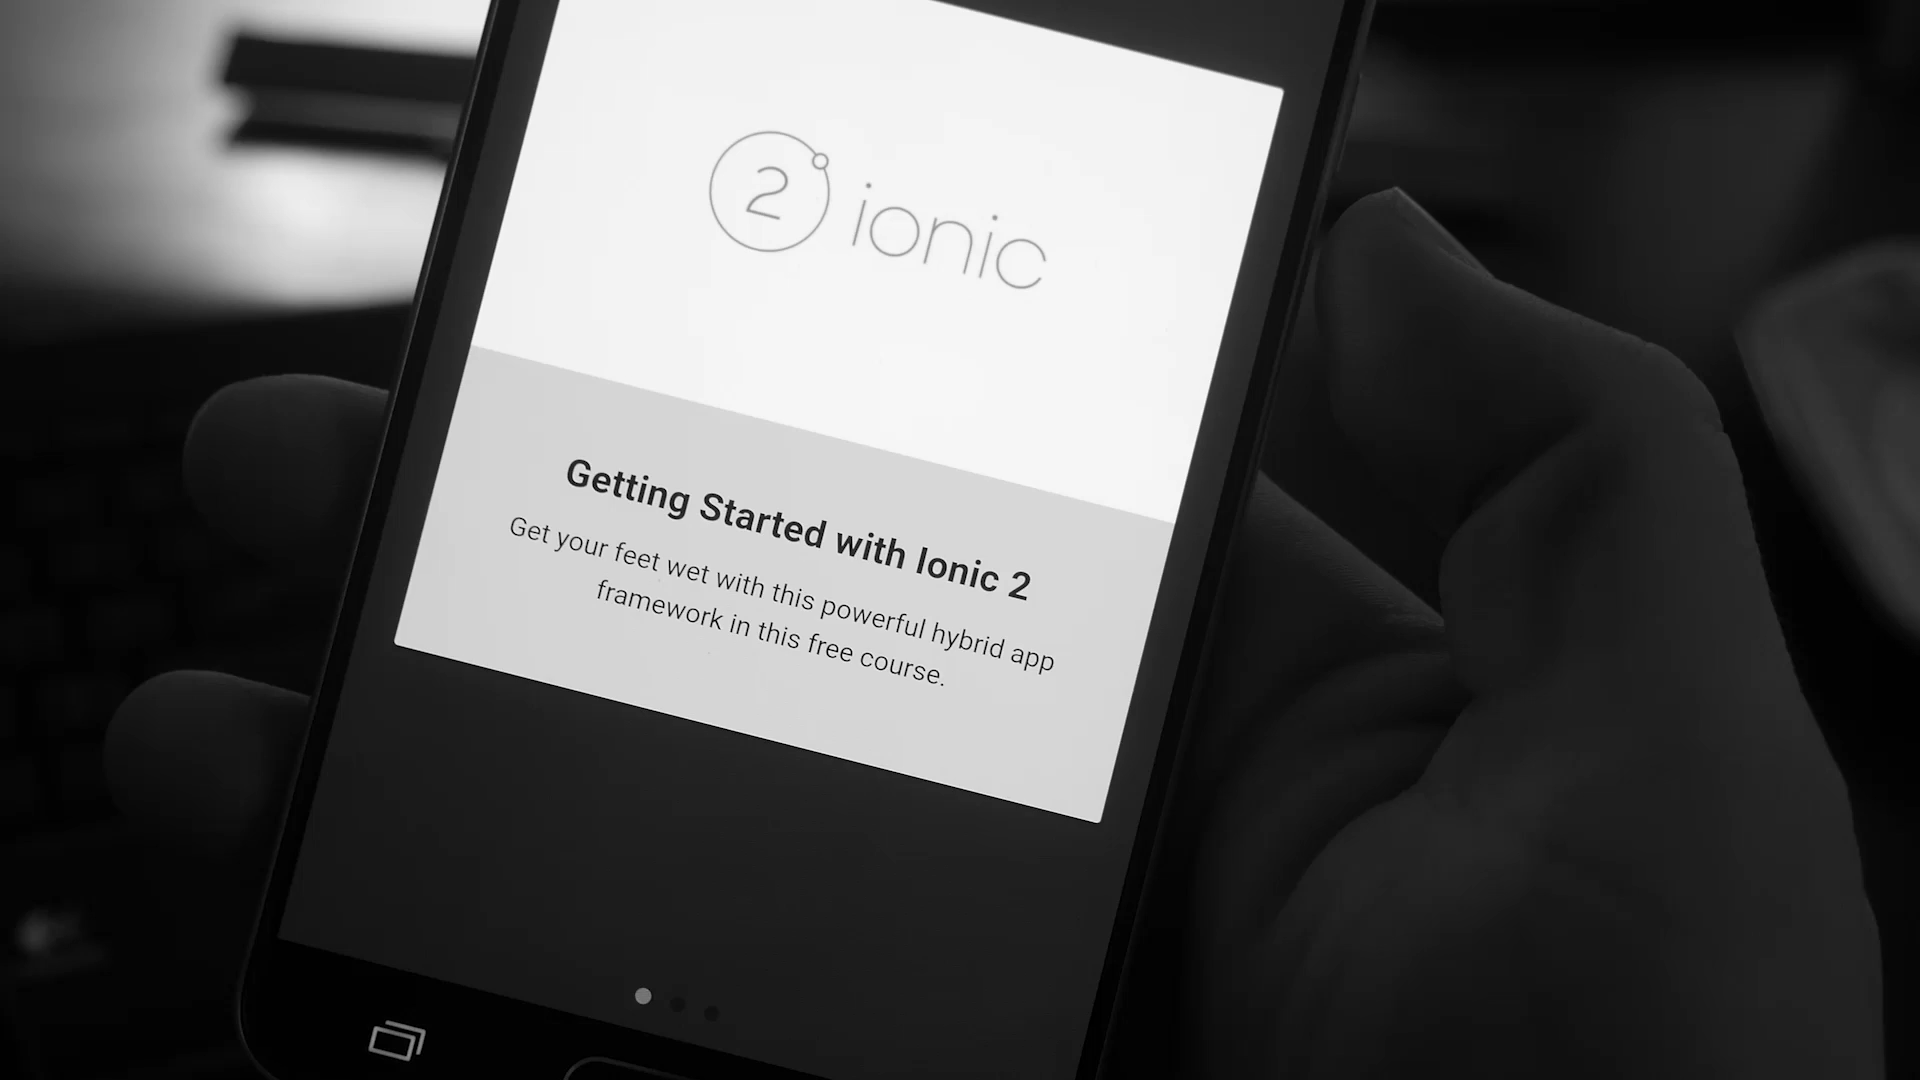 2 ionic
Getting Started with Ionic 2
Get your feet wet with this powerful hybrid app
framework in this free course.